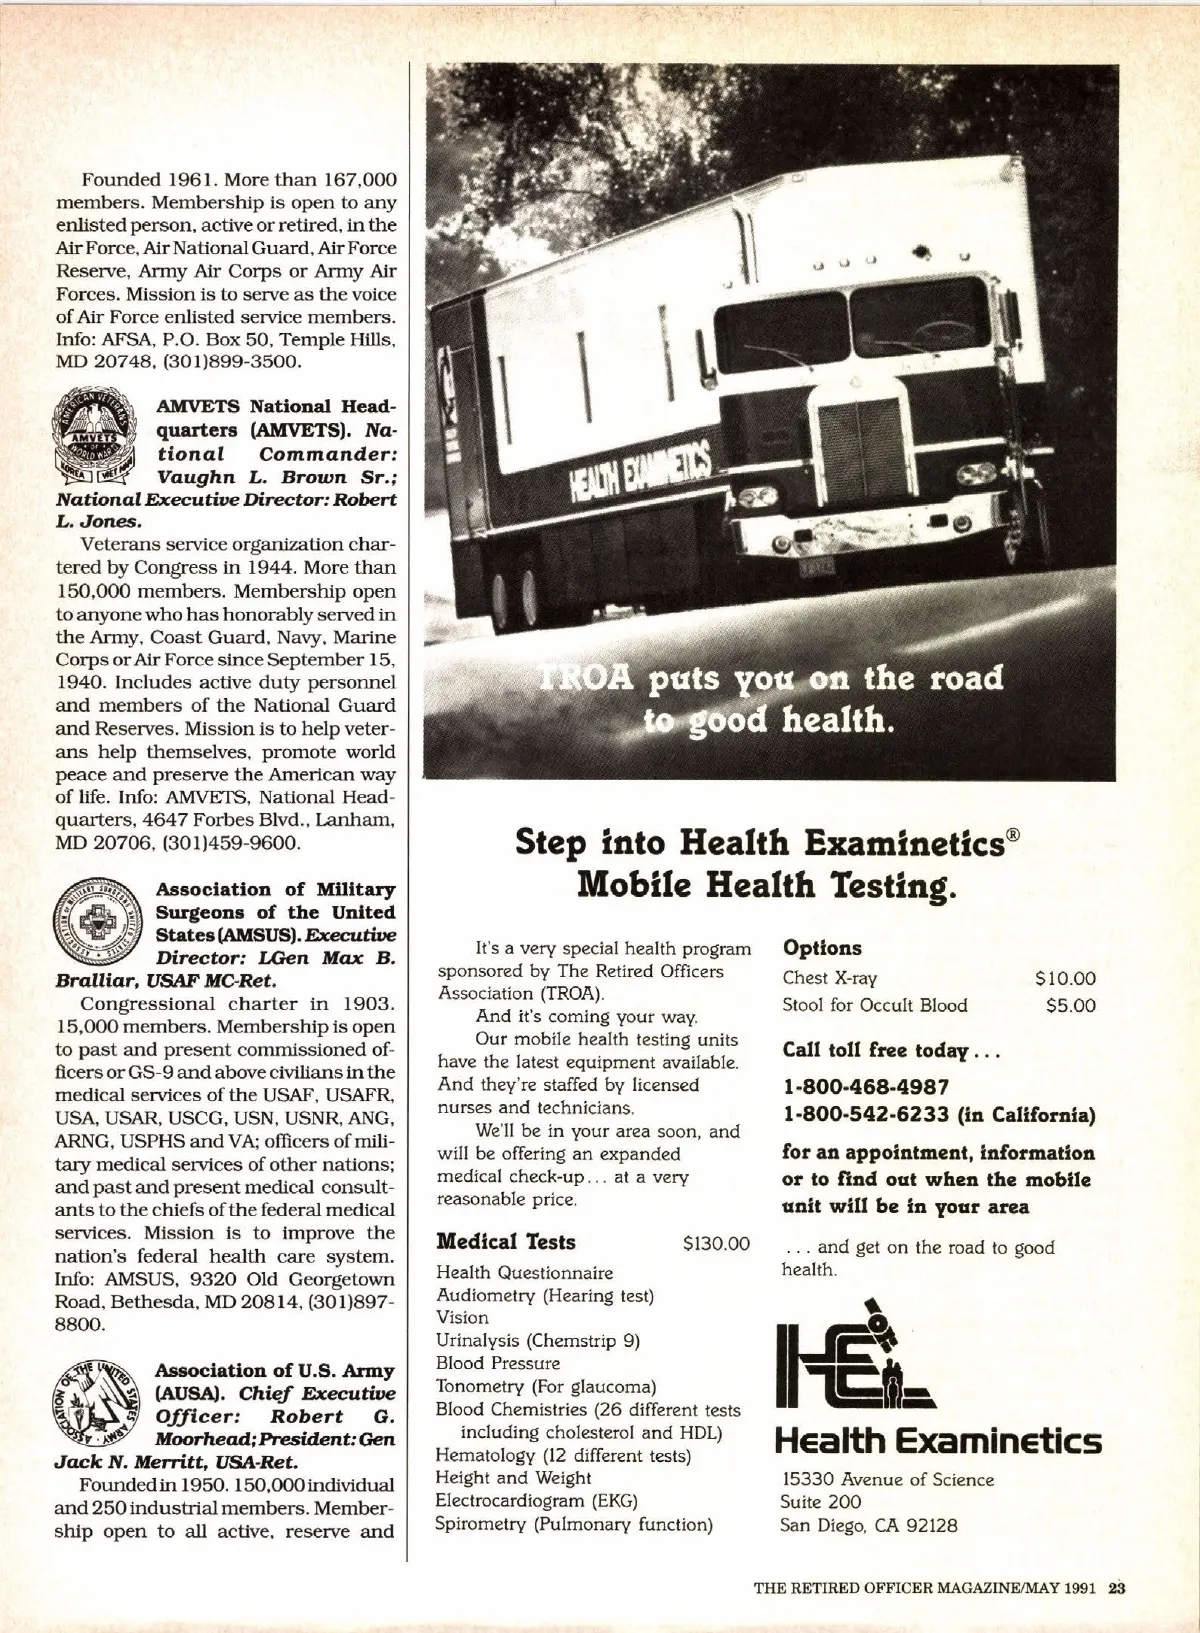 Founded 1961. More than 167,000
members. Membership is open to any
enlisted person, active or retired, in the
Air Force, Air National Guard, Air Force
Reserve, Army Air Corps or Army Air
Forces. Mission is to serve as the voice
of Air Force enlisted service members.
Info: AFSA, P.O. Box 50, Temple Hills,
MD 20748, (301)899-3500.
AMVETS National Head-
quarters (AMVETS). Na-
tional Commander:
Vaughn L. Brown Sr.;
National Executive Director: Robert
L. Jones.
Veterans service organization char-
tered by Congress in 1944. More than
150,000 members. Membership open
to anyone who has honorably served in
the Army, Coast Guard, Navy, Marine
Corps or Air Force since September 15,
1940. Includes active duty personnel
and members of the National Guard
and Reserves. Mission is to help veter-
ans help themselves, promote world
peace and preserve the American way
of life. Info: AMVETS, National Head-
quarters, 4647 Forbes Blvd., Lanham,
MD 20706, (301)459-9600.
Association of Military
Surgeons of the United
States (AMSUS). Executive
Director: LGen Max B.
Bralliar, USAF MC-Ret.
Congressional charter in 1903.
15,000 members. Membership is open
to past and present commissioned of-
ficers or GS-9 and above civilians in the
medical services of the USAF, USAFR,
USA, USAR, USCG, USN, USNR, ANG,
ARNG, USPHS and VA; officers of mili-
tary medical services of other nations;
and past and present medical consult-
ants to the chiefs of the federal medical
services. Mission is to improve the
nation's federal health care system.
Info: AMSUS, 9320 Old Georgetown
Road, Bethesda, MD 20814, (301)897-
8800.
Association of U.S. Army
(AUSA). Chief Executive
Officer: Robert G.
Moorhead; President: Gen
Jack N. Merritt, USA-Ret.
Founded in 1950. 150,000 individual
and 250 industrial members. Member-
ship open to all active, reserve and
HEALTH EXAMINETICS
TROA puts you on the road
to good health.
Step into Health Examinetics®
Mobile Health Testing.
It's a very special health program
sponsored by The Retired Officers
Association (TROA).
And it's coming your way.
Our mobile health testing units
have the latest equipment available.
And they're staffed by licensed
nurses and technicians.
We'll be in your area soon, and
will be offering an expanded
medical check-up... at a very
reasonable price.
Medical Tests $130.00
Health Questionnaire
Audiometry (Hearing test)
Vision
Urinalysis (Chemstrip 9)
Blood Pressure
Tonometry (For glaucoma)
Blood Chemistries (26 different tests
including cholesterol and HDL)
Hematology (12 different tests)
Height and Weight
Electrocardiogram (EKG)
Spirometry (Pulmonary function)
Options
Chest X-ray $10.00
Stool for Occult Blood $5.00
Call toll free today...
1-800-468-4987
1-800-542-6233 (in California)
for an appointment, information
or to find out when the mobile
unit will be in your area
... and get on the road to good
health.
Health Examinetics
15330 Avenue of Science
Suite 200
San Diego, CA 92128
THE RETIRED OFFICER MAGAZINE/MAY 1991 23